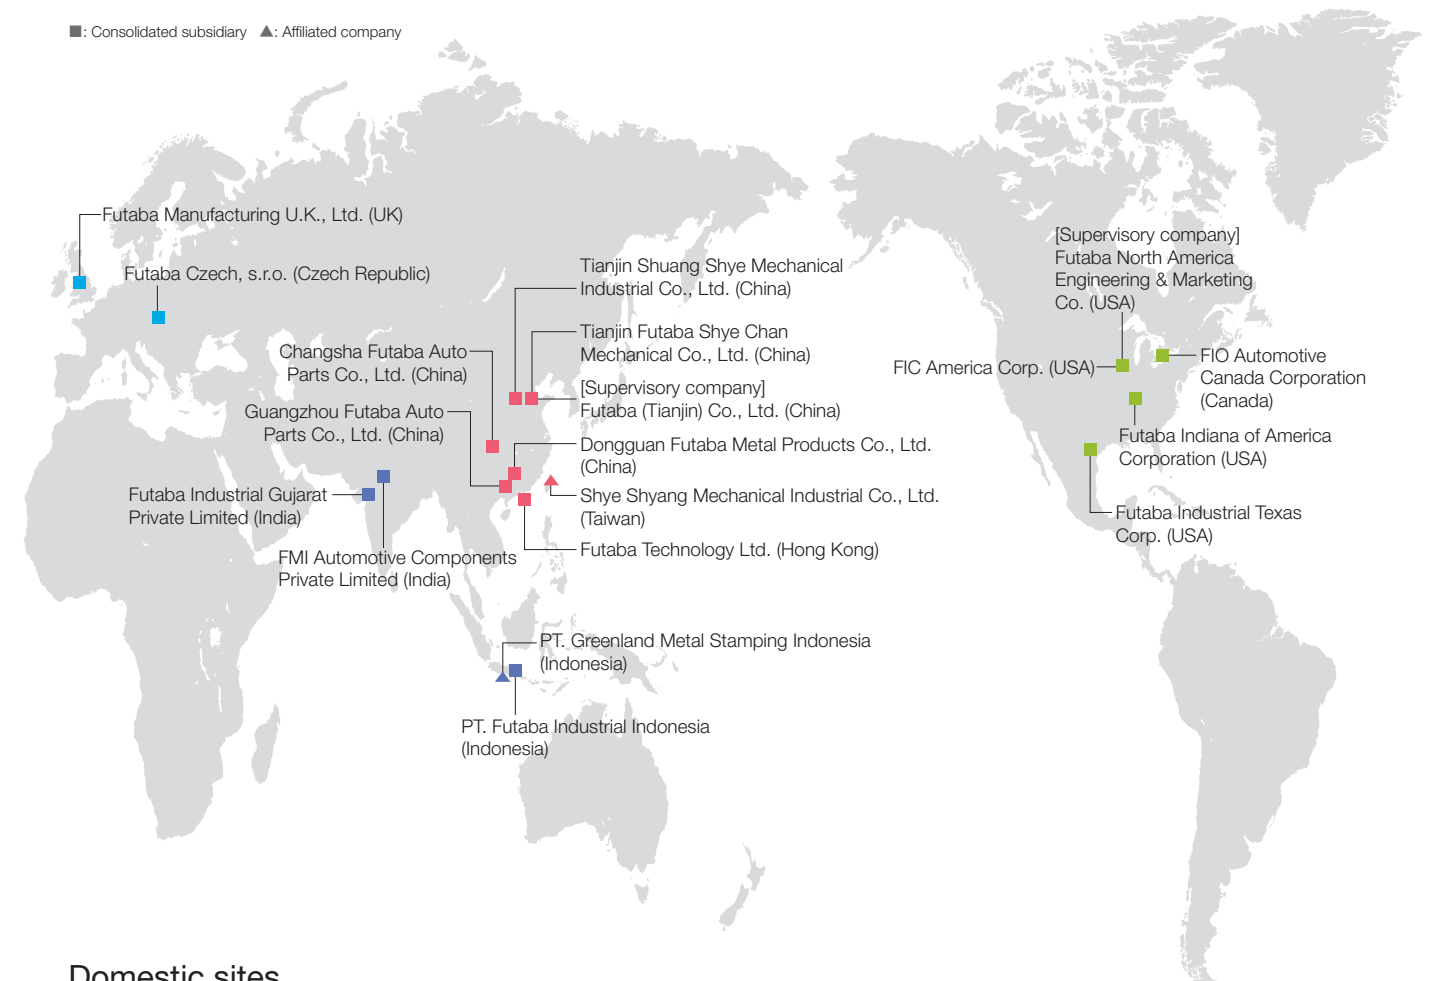 ■: Consolidated subsidiary ▲: Affiliated company
Futaba Manufacturing U.K., Ltd. (UK)
Futaba Czech, s.r.o. (Czech Republic)
Tianjin Shuang Shye Mechanical
Industrial Co., Ltd. (China)
Tianjin Futaba Shye Chan
Mechanical Co., Ltd. (China)
Changsha Futaba Auto
Parts Co., Ltd. (China)
[Supervisory company]
Futaba (Tianjin) Co., Ltd. (China)
Guangzhou Futaba Auto
Parts Co., Ltd. (China)
Dongguan Futaba Metal Products Co., Ltd.
(China)
Futaba Industrial Gujarat
Private Limited (India)
Shye Shyang Mechanical Industrial Co., Ltd.
(Taiwan)
FMI Automotive Components
Private Limited (India)
Futaba Technology Ltd. (Hong Kong)
PT. Greenland Metal Stamping Indonesia
(Indonesia)
PT. Futaba Industrial Indonesia
(Indonesia)
[Supervisory company]
Futaba North America
Engineering & Marketing
Co. (USA)
FIC America Corp. (USA)
FIO Automotive
Canada Corporation
(Canada)
Futaba Indiana of America
Corporation (USA)
Futaba Industrial Texas
Corp. (USA)
Domestic sites